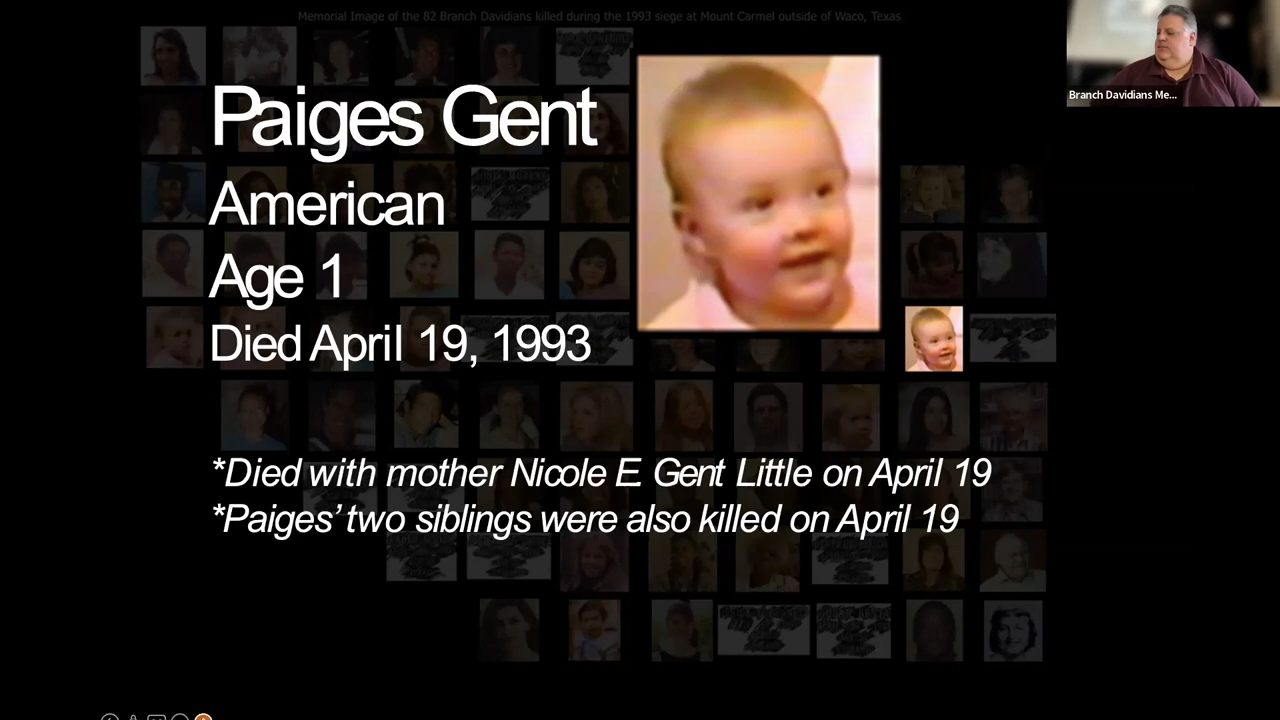 Memorial Image of the 82 Branch Davidians killed during the 1993 siege at Mount Carmel outside of Waco, Texas
Branch Davidians Me...
Paiges Gent
American
Age 1
Died April 19, 1993
*Died with mother Nicole E. Gent Little on April 19
*Paiges’ two siblings were also killed on April 19